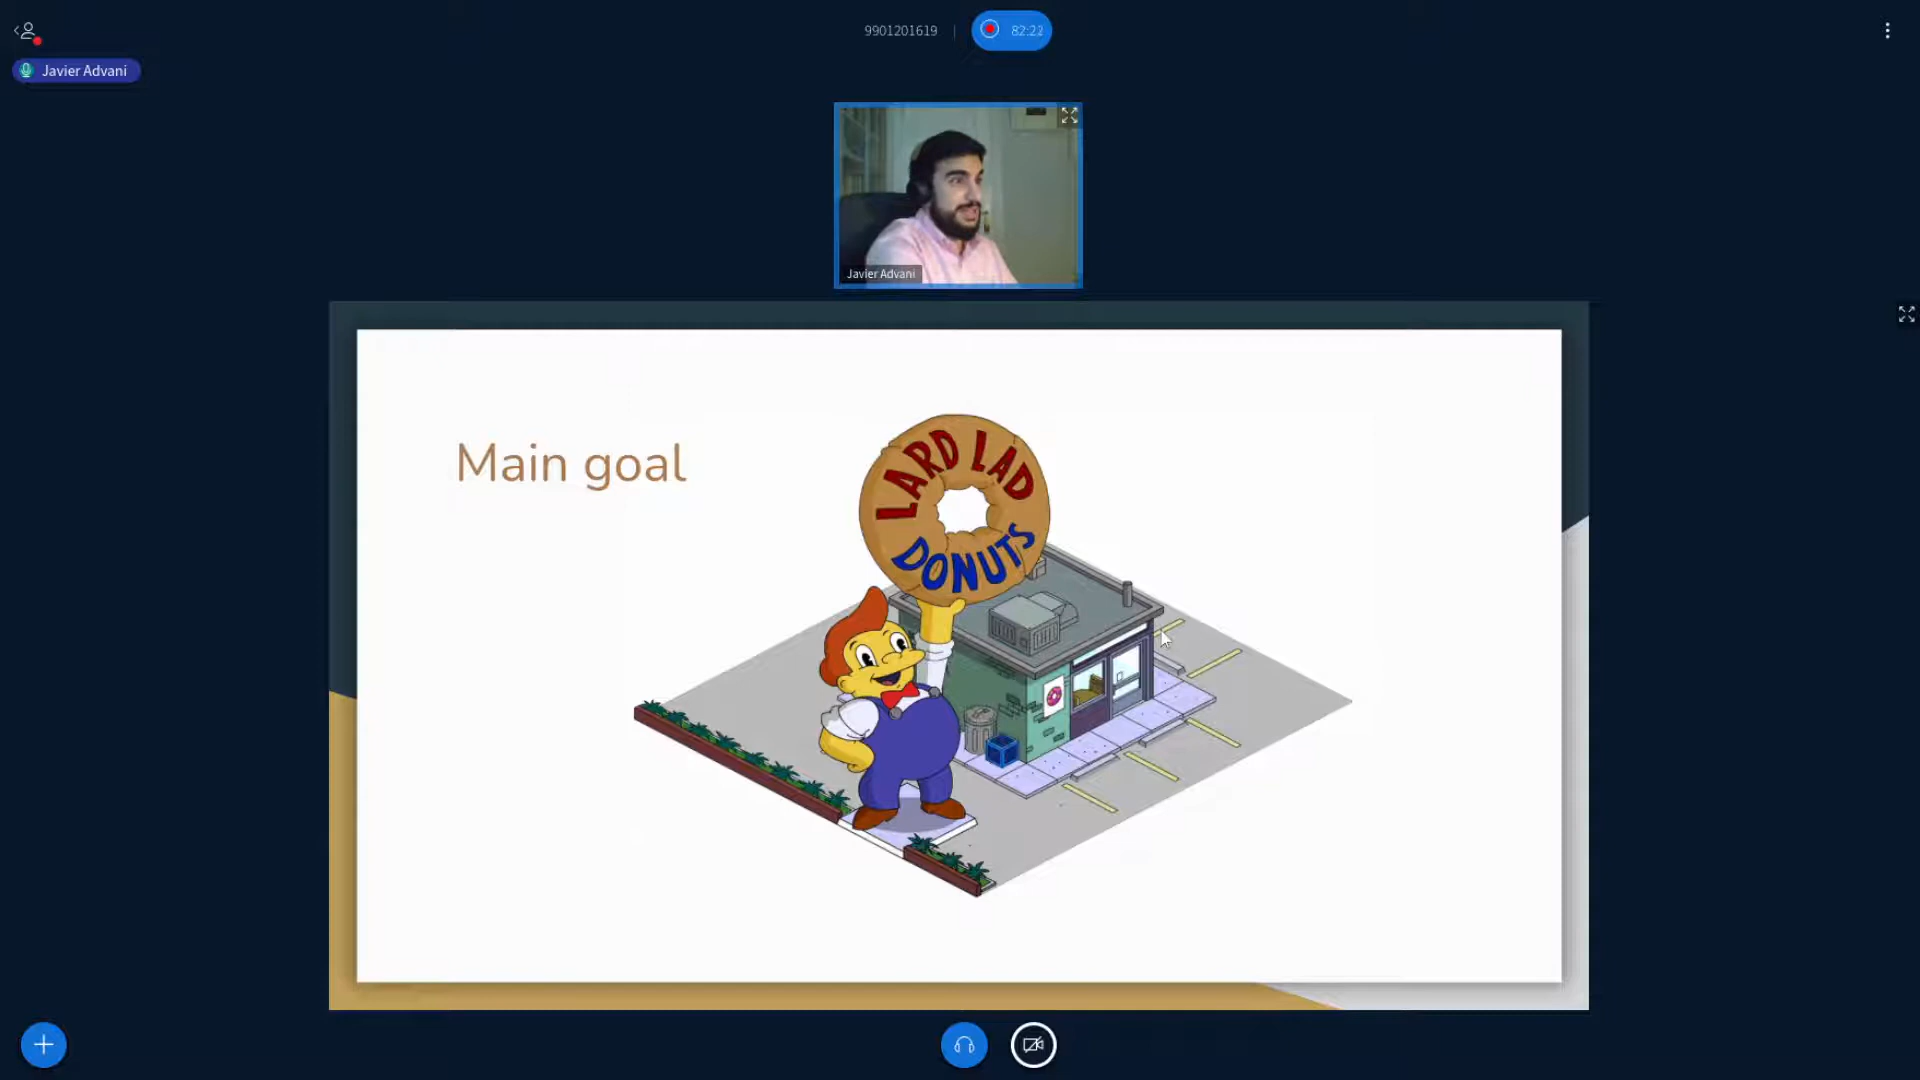 9901201619
82:22
Javier Advani
Javier Advani
Main goal
LARD LAD
DONUTS